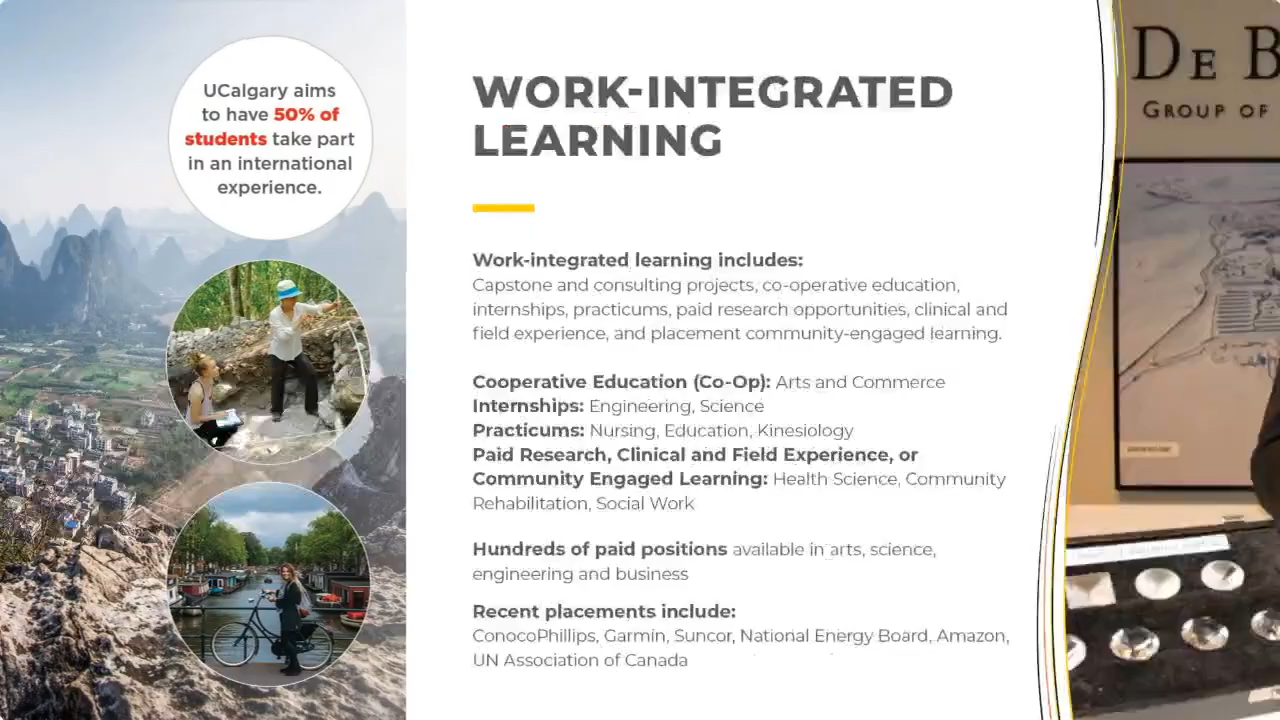 UCalgary aims
to have 50% of
students take part
in an international
experience.
WORK-INTEGRATED
LEARNING
Work-integrated learning includes:
Capstone and consulting projects, co-operative education,
internships, practicums, paid research opportunities, clinical and
field experience, and placement community-engaged learning.
Cooperative Education (Co-Op): Arts and Commerce
Internships: Engineering, Science
Practicums: Nursing, Education, Kinesiology
Paid Research, Clinical and Field Experience, or
Community Engaged Learning: Health Science, Community
Rehabilitation, Social Work
Hundreds of paid positions available in arts, science,
engineering and business
Recent placements include:
ConocoPhillips, Garmin, Suncor, National Energy Board, Amazon,
UN Association of Canada
DE B
GROUP OF